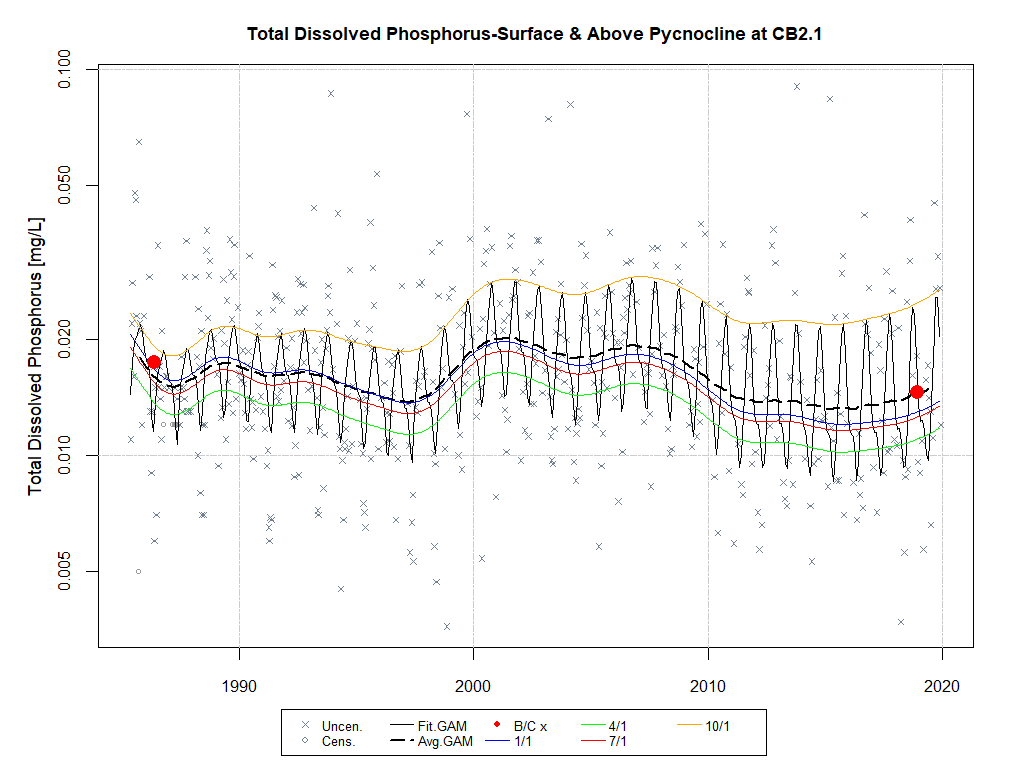 Total Dissolved Phosphorus-Surface & Above Pycnocline at CB2.1
Total Dissolved Phosphorus [mg/L]
0.100
0.050
0.020
0.010
0.005
1990 2000 2010 2020
Uncen. Fit.GAM B/C x 4/1 10/1
Cens. Avg.GAM 1/1 7/1